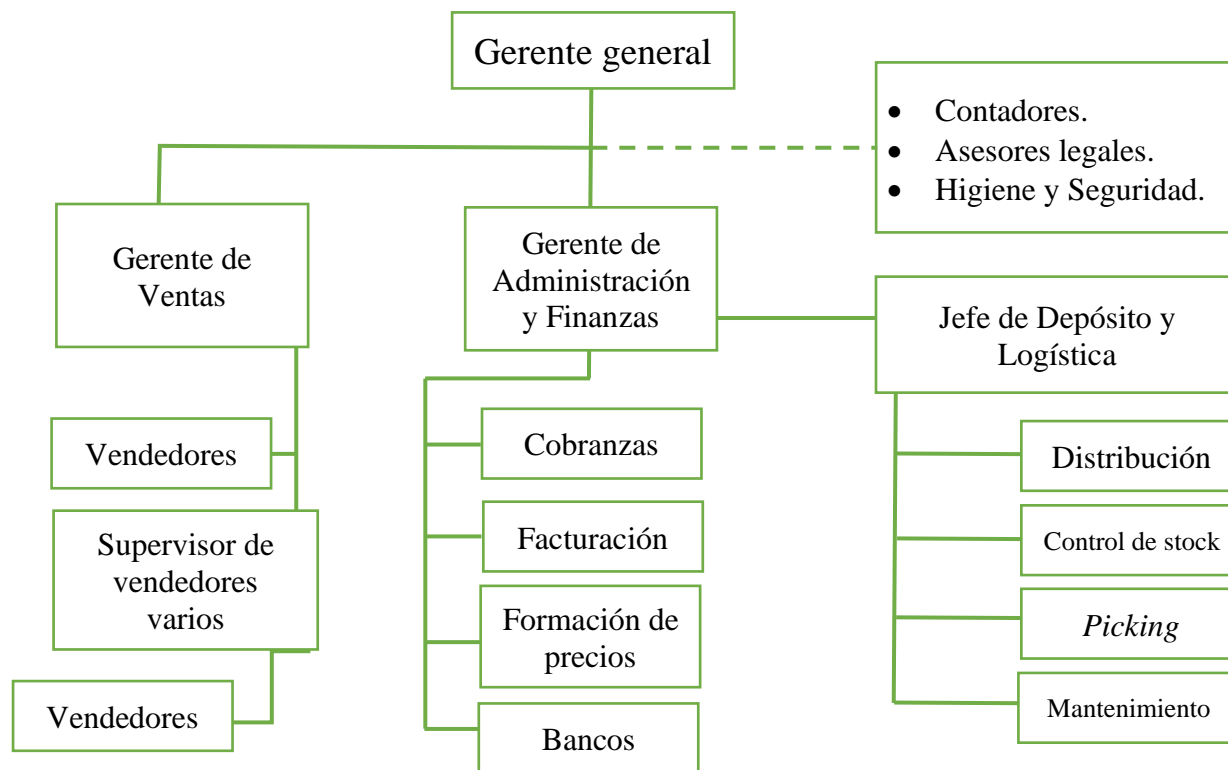 Gerente general
• Contadores.
• Asesores legales.
• Higiene y Seguridad.
Gerente de
Ventas
Gerente de
Administración
y Finanzas
Jefe de Depósito y
Logística
Vendedores
Supervisor de
vendedores
varios
Vendedores
Cobranzas
Facturación
Formación de
precios
Bancos
Distribución
Control de stock
Picking
Mantenimiento